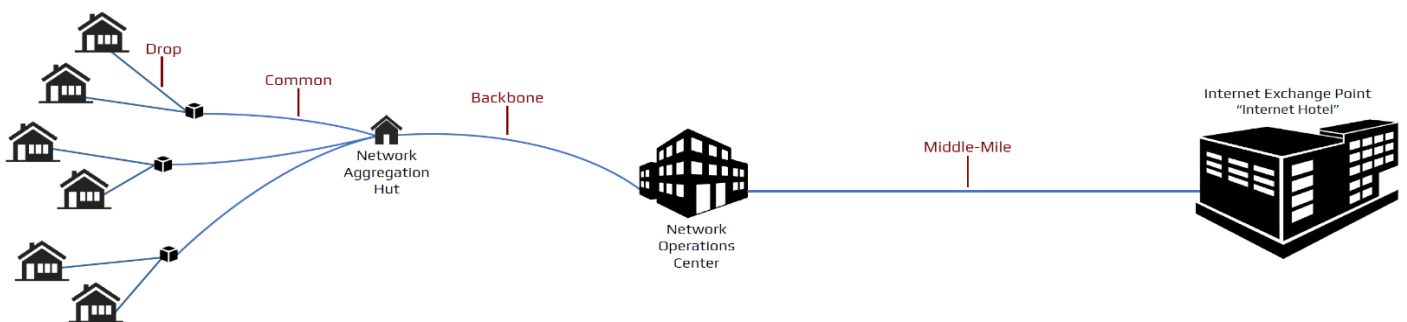 Drop
Common
Backbone
Network
Aggregation
Hut
Network
Operations
Center
Middle-Mile
Internet Exchange Point
“Internet Hotel”